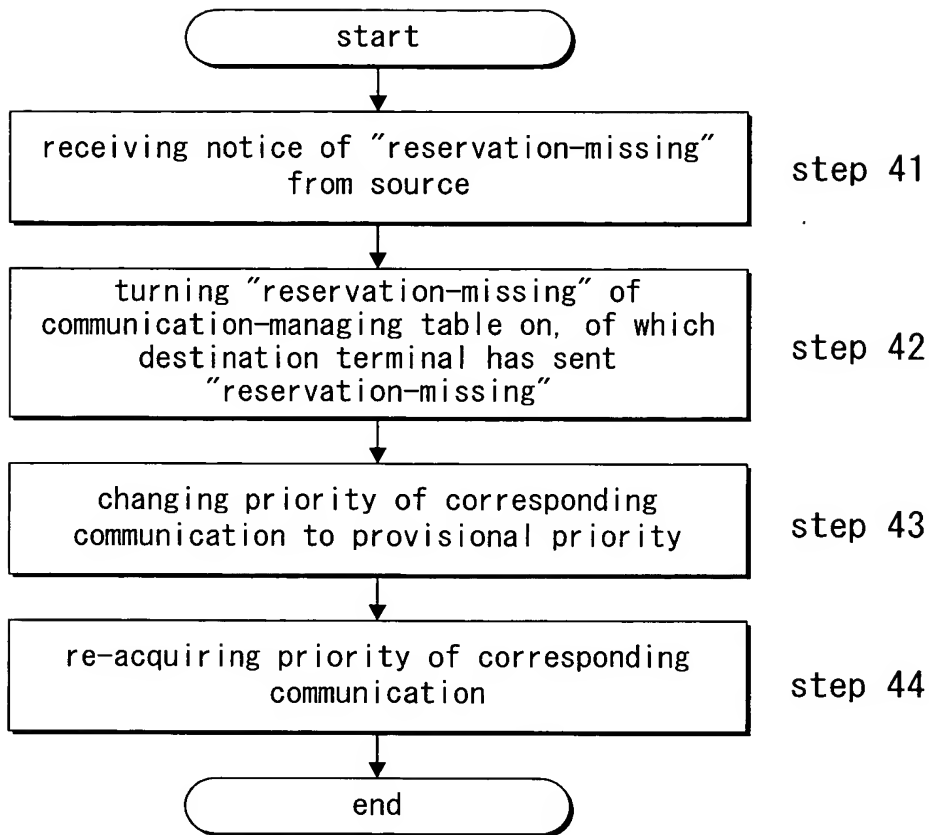 start
receiving notice of "reservation-missing"
from source
step 41
turning "reservation-missing" of
communication-managing table on, of which
destination terminal has sent
"reservation-missing"
step 42
changing priority of corresponding
communication to provisional priority
step 43
re-acquiring priority of corresponding
communication
step 44
end